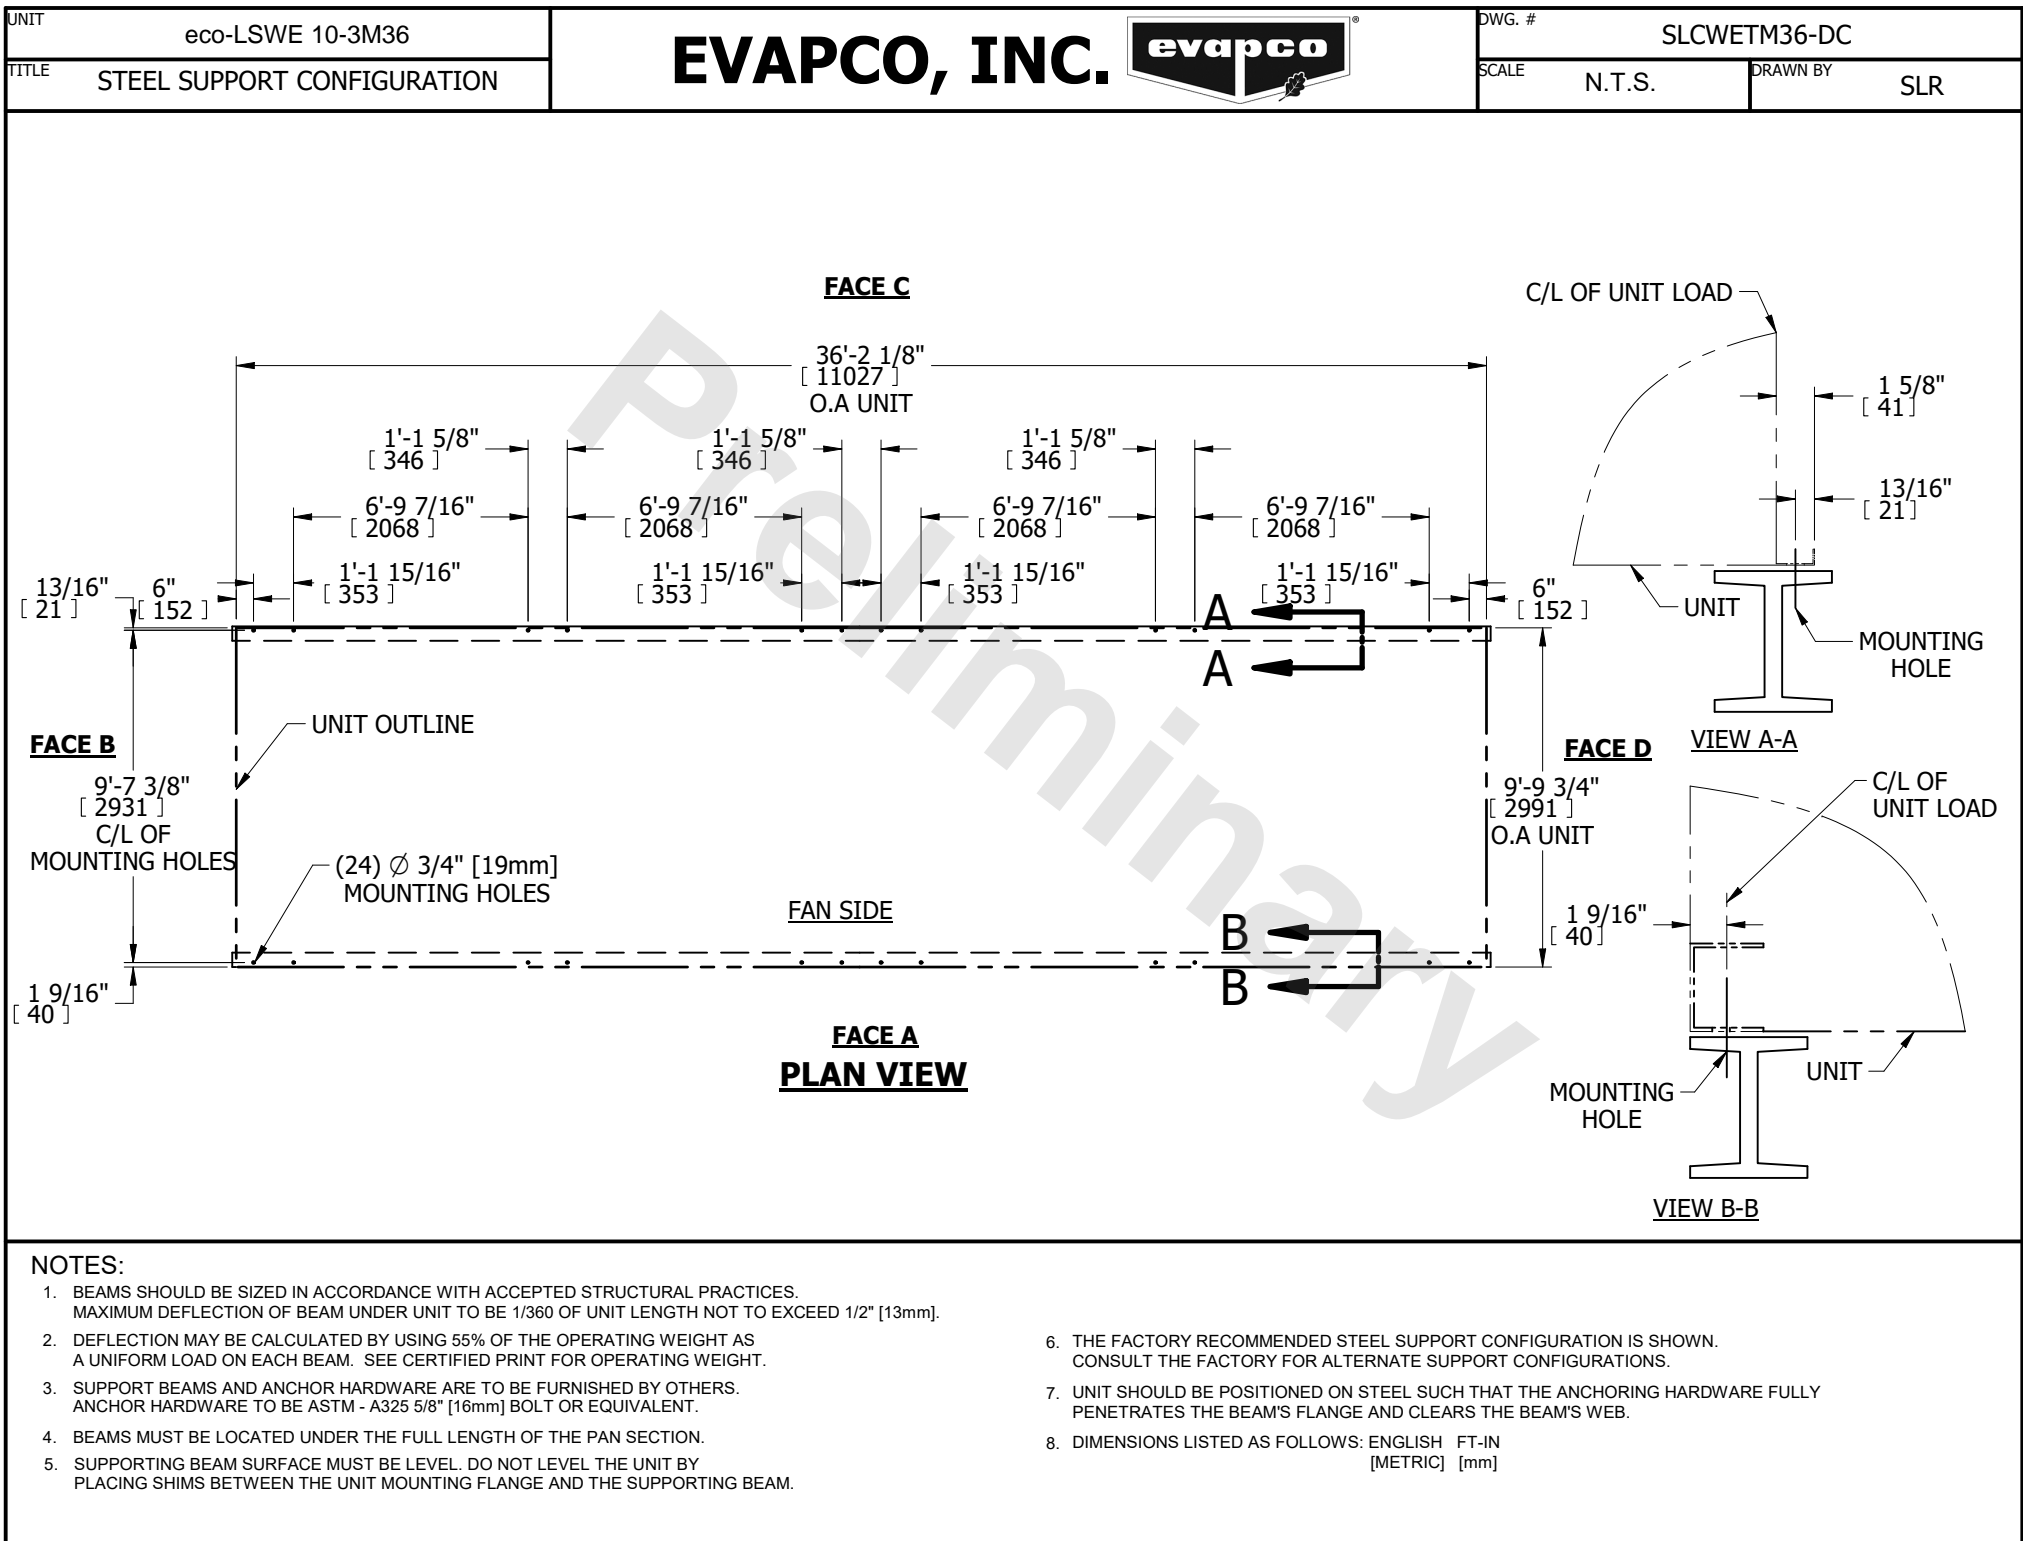 UNIT
eco-LSWE 10-3M36
TITLE
STEEL SUPPORT CONFIGURATION
EVAPCO, INC.
evapco
®
DWG. #
SLCWETM36-DC
SCALE
N.T.S.
DRAWN BY
SLR
FACE C
36'-2 1/8"
[ 11027 ]
O.A UNIT
1'-1 5/8"
[ 346 ]
1'-1 5/8"
[ 346 ]
1'-1 5/8"
[ 346 ]
6'-9 7/16"
[ 2068 ]
6'-9 7/16"
[ 2068 ]
6'-9 7/16"
[ 2068 ]
6'-9 7/16"
[ 2068 ]
13/16"
[ 21 ]
6"
[ 152 ]
1'-1 15/16"
[ 353 ]
1'-1 15/16"
[ 353 ]
1'-1 15/16"
[ 353 ]
1'-1 15/16"
[ 353 ]
6"
[ 152 ]
A
A
UNIT OUTLINE
FACE B
9'-7 3/8"
[ 2931 ]
C/L OF
MOUNTING HOLES
(24) Ø 3/4" [19mm]
MOUNTING HOLES
FAN SIDE
B
B
1 9/16"
[ 40 ]
FACE A
PLAN VIEW
FACE D
9'-9 3/4"
[ 2991 ]
O.A UNIT
C/L OF UNIT LOAD
1 5/8"
[ 41 ]
13/16"
[ 21 ]
UNIT
MOUNTING
HOLE
VIEW A-A
C/L OF
UNIT LOAD
1 9/16"
[ 40 ]
UNIT
MOUNTING
HOLE
VIEW B-B
Preliminary
NOTES:
1. BEAMS SHOULD BE SIZED IN ACCORDANCE WITH ACCEPTED STRUCTURAL PRACTICES.
MAXIMUM DEFLECTION OF BEAM UNDER UNIT TO BE 1/360 OF UNIT LENGTH NOT TO EXCEED 1/2" [13mm].
2. DEFLECTION MAY BE CALCULATED BY USING 55% OF THE OPERATING WEIGHT AS
A UNIFORM LOAD ON EACH BEAM. SEE CERTIFIED PRINT FOR OPERATING WEIGHT.
3. SUPPORT BEAMS AND ANCHOR HARDWARE ARE TO BE FURNISHED BY OTHERS.
ANCHOR HARDWARE TO BE ASTM - A325 5/8" [16mm] BOLT OR EQUIVALENT.
4. BEAMS MUST BE LOCATED UNDER THE FULL LENGTH OF THE PAN SECTION.
5. SUPPORTING BEAM SURFACE MUST BE LEVEL. DO NOT LEVEL THE UNIT BY
PLACING SHIMS BETWEEN THE UNIT MOUNTING FLANGE AND THE SUPPORTING BEAM.
6. THE FACTORY RECOMMENDED STEEL SUPPORT CONFIGURATION IS SHOWN.
CONSULT THE FACTORY FOR ALTERNATE SUPPORT CONFIGURATIONS.
7. UNIT SHOULD BE POSITIONED ON STEEL SUCH THAT THE ANCHORING HARDWARE FULLY
PENETRATES THE BEAM'S FLANGE AND CLEARS THE BEAM'S WEB.
8. DIMENSIONS LISTED AS FOLLOWS: ENGLISH FT-IN
[METRIC] [mm]